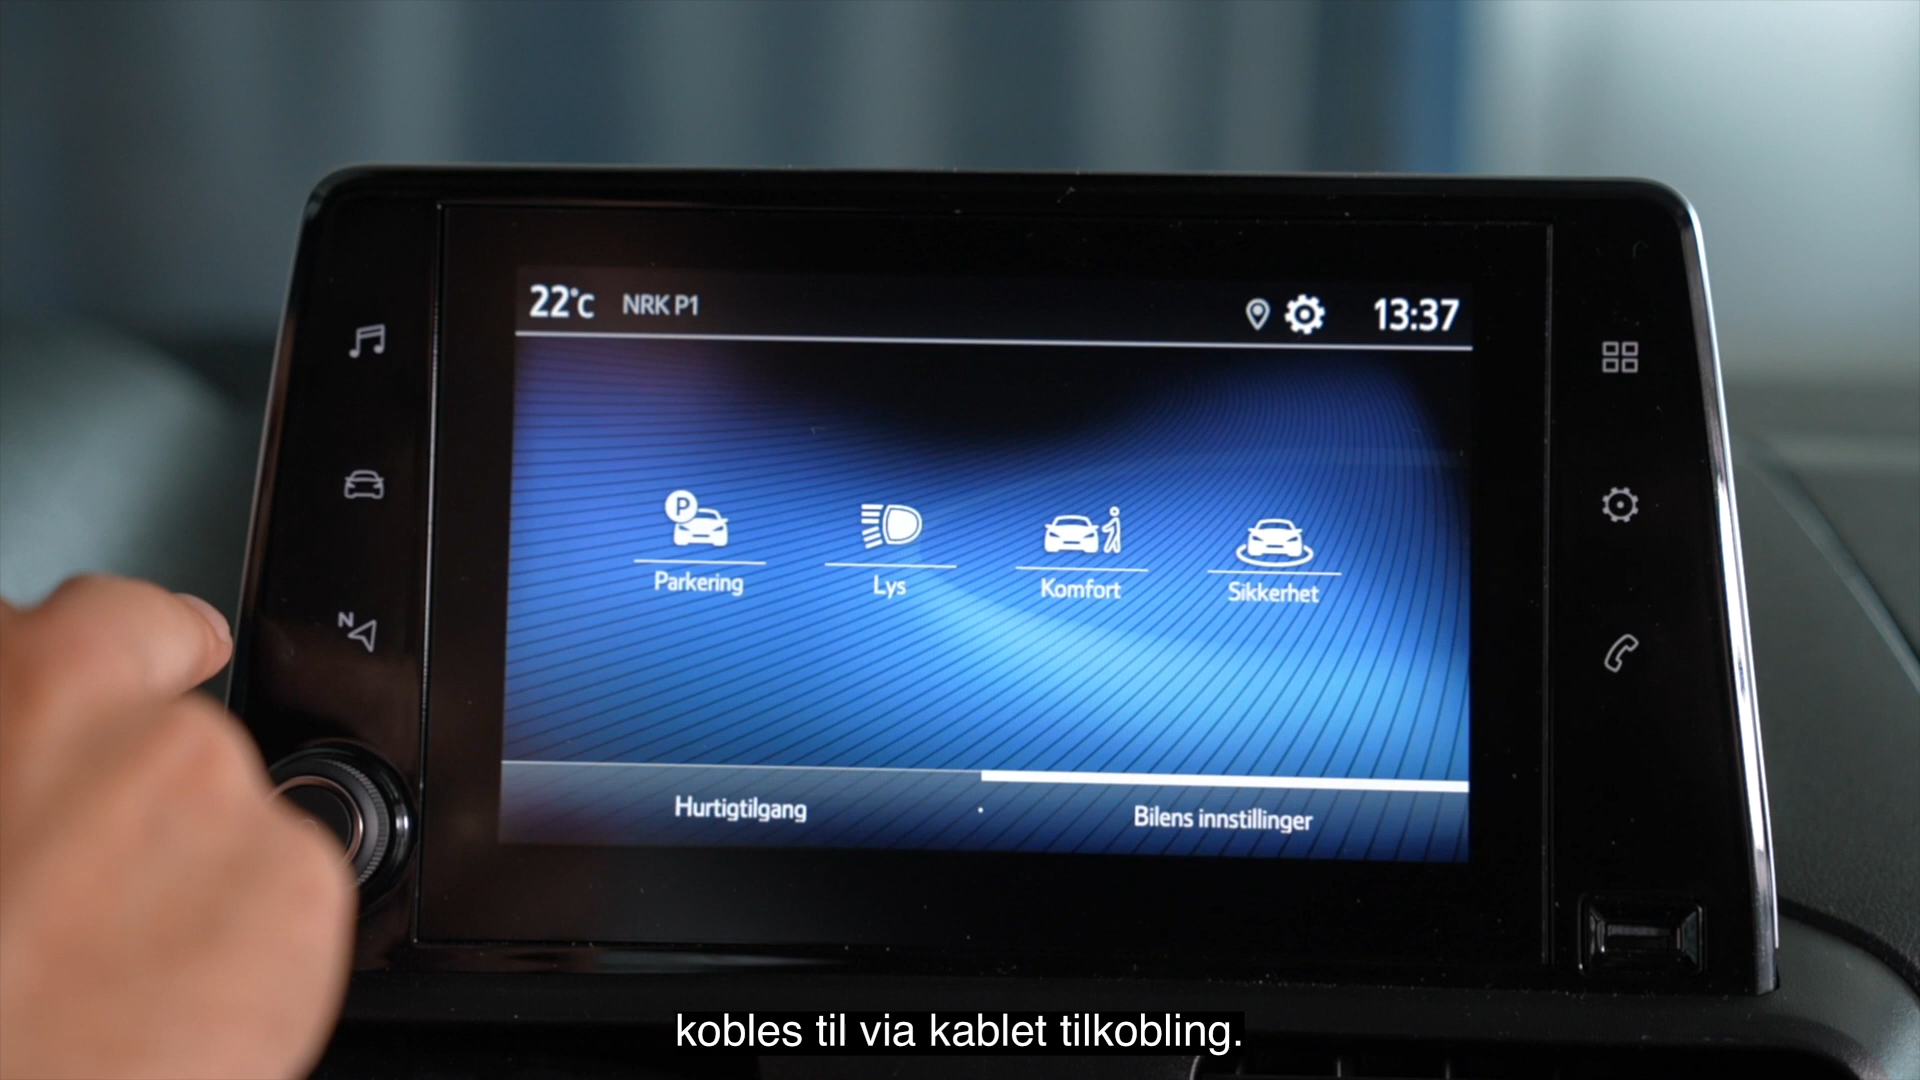 22°C NRK P1 13:37
P
Parkering Lys Komfort Sikkerhet
N
Hurtigtilgang Bilens innstillinger
kobles til via kablet tilkobling.